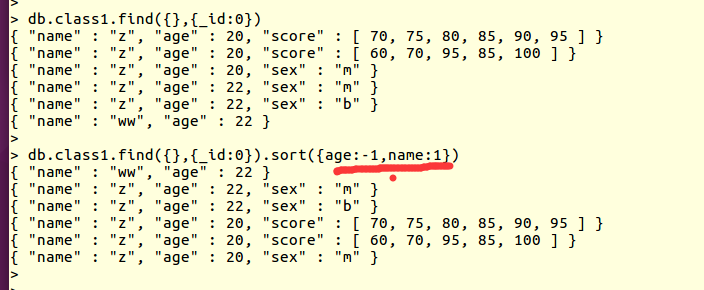 >
> db.class1.find({},{_id:0})
{ "name" : "z", "age" : 20, "score" : [ 70, 75, 80, 85, 90, 95 ] }
{ "name" : "z", "age" : 20, "score" : [ 60, 70, 95, 85, 100 ] }
{ "name" : "z", "age" : 20, "sex" : "m" }
{ "name" : "z", "age" : 22, "sex" : "m" }
{ "name" : "z", "age" : 22, "sex" : "b" }
{ "name" : "ww", "age" : 22 }
>
> db.class1.find({},{_id:0}).sort({age:-1,name:1})
{ "name" : "ww", "age" : 22 }
{ "name" : "z", "age" : 22, "sex" : "m" }
{ "name" : "z", "age" : 22, "sex" : "b" }
{ "name" : "z", "age" : 20, "score" : [ 70, 75, 80, 85, 90, 95 ] }
{ "name" : "z", "age" : 20, "score" : [ 60, 70, 95, 85, 100 ] }
{ "name" : "z", "age" : 20, "sex" : "m" }
>